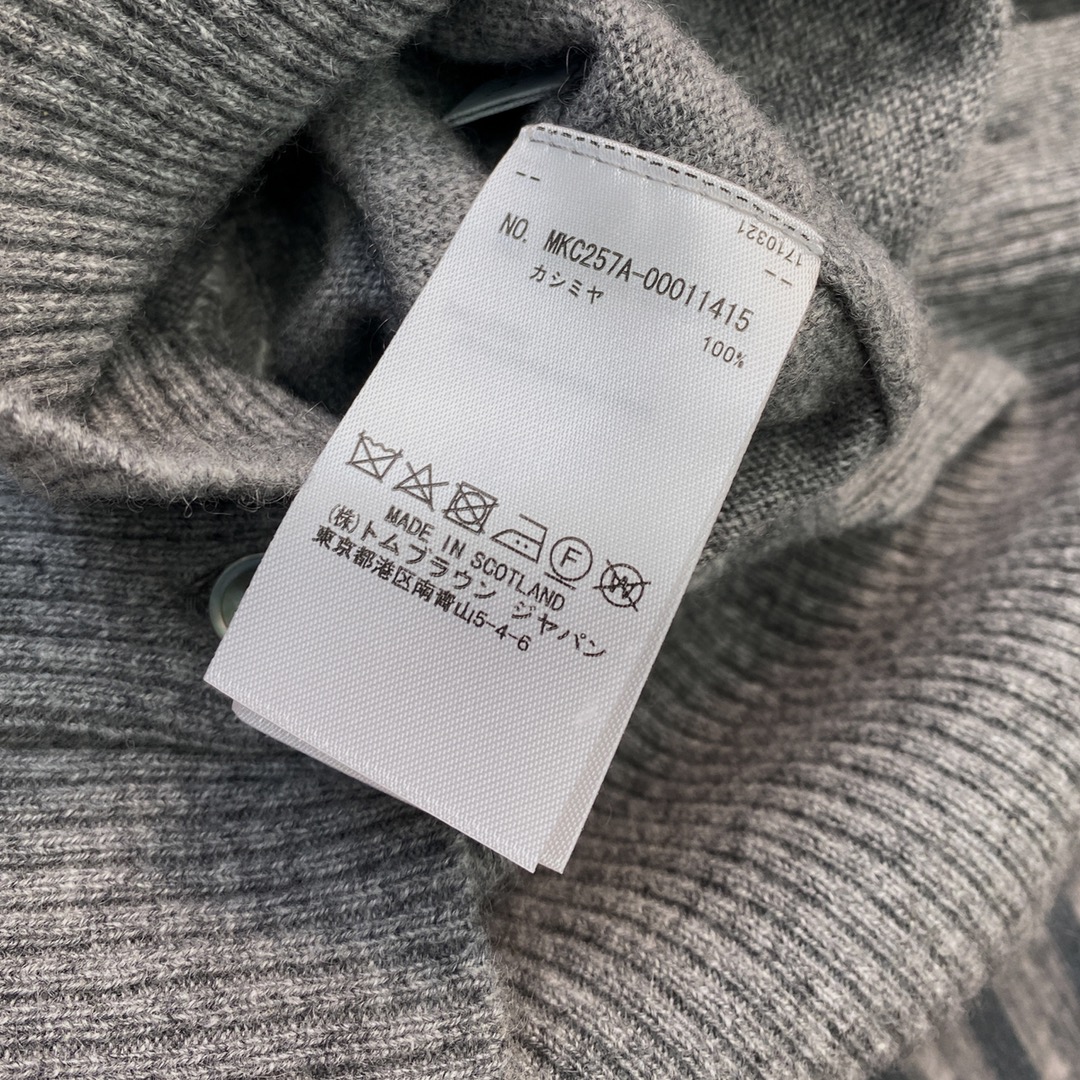 --
NO. MKC257A-00011415
カシミヤ
100%
--
1710321
F
W
MADE IN SCOTLAND
(株)トムブラウン ジャパン
東京都港区南青山5-4-6